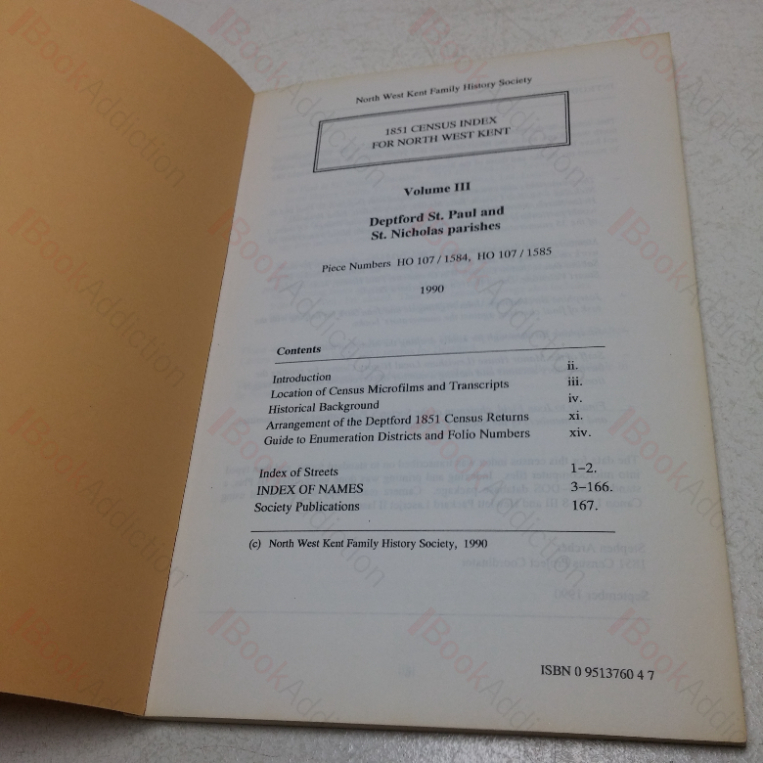 North West Kent Family History Society
1851 CENSUS INDEX
FOR NORTH WEST KENT
Volume III
Deptford St. Paul and
St. Nicholas parishes
Piece Numbers HO 107 / 1584, HO 107 / 1585
1990
Contents
Introduction ii.
Location of Census Microfilms and Transcripts iii.
Historical Background iv.
Arrangement of the Deptford 1851 Census Returns xi.
Guide to Enumeration Districts and Folio Numbers xiv.
Index of Streets 1-2.
INDEX OF NAMES 3-166.
Society Publications 167.
(c) North West Kent Family History Society, 1990
ISBN 0 9513760 4 7
BookAddiction